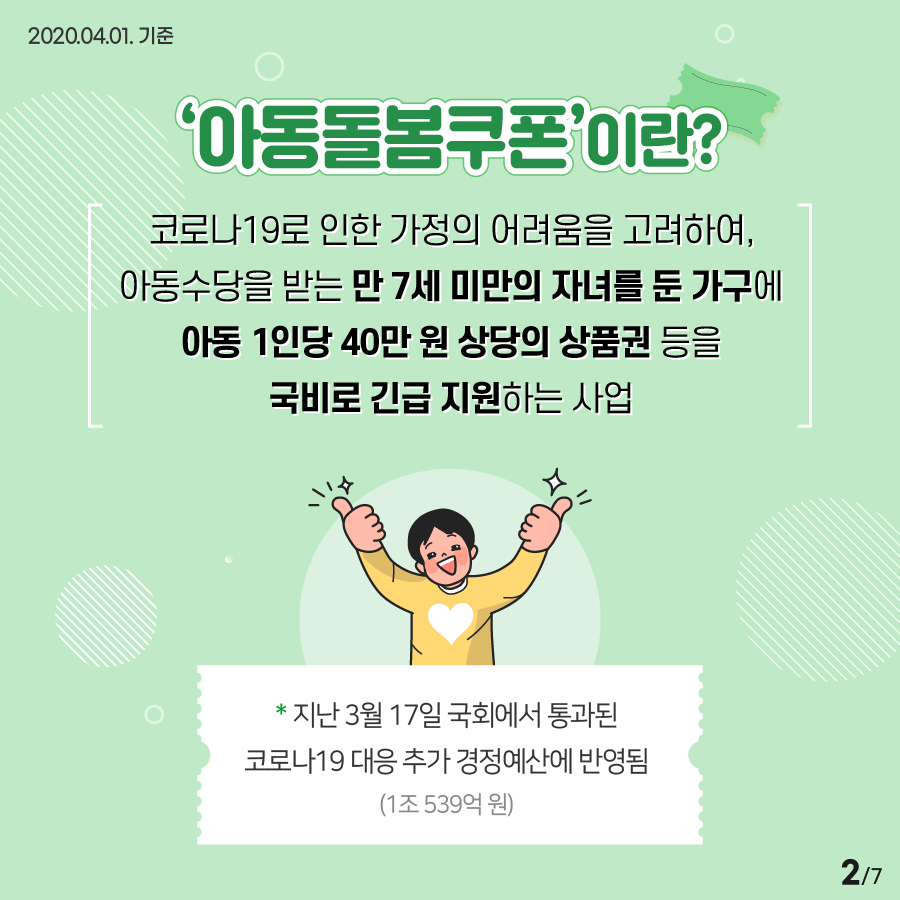 2020.04.01. 기준
‘아동돌봄쿠폰’이란?
코로나19로 인한 가정의 어려움을 고려하여,
아동수당을 받는 만 7세 미만의 자녀를 둔 가구에
아동 1인당 40만 원 상당의 상품권 등을
국비로 긴급 지원하는 사업
* 지난 3월 17일 국회에서 통과된
코로나19 대응 추가 경정예산에 반영됨
(1조 539억 원)
2/7